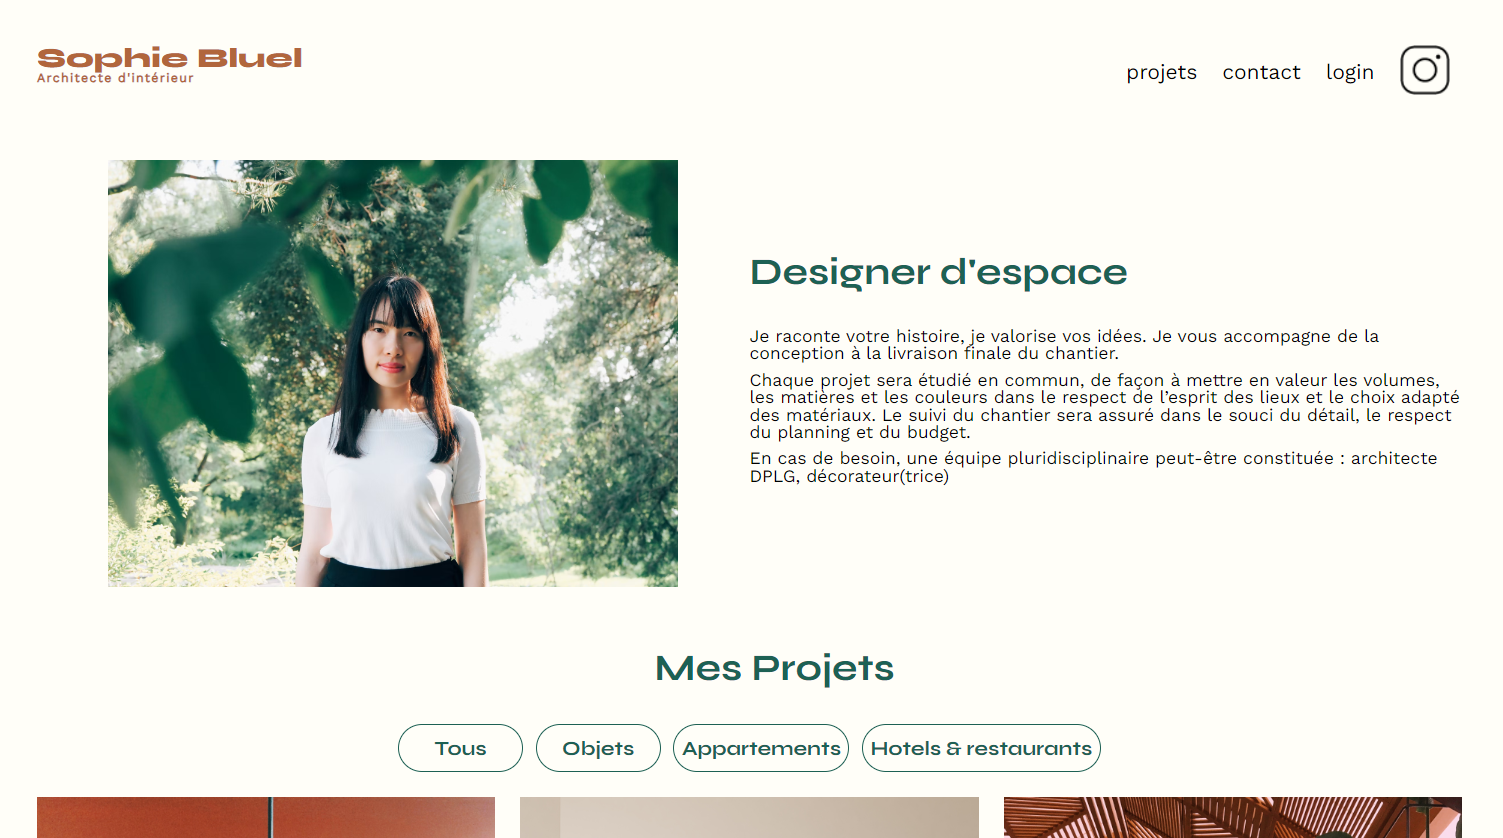 Sophie Bluel
Architecte d'intérieur
projets
contact
login
Designer d'espace
Je raconte votre histoire, je valorise vos idées. Je vous accompagne de la
conception à la livraison finale du chantier.
Chaque projet sera étudié en commun, de façon à mettre en valeur les volumes,
les matières et les couleurs dans le respect de l’esprit des lieux et le choix adapté
des matériaux. Le suivi du chantier sera assuré dans le souci du détail, le respect
du planning et du budget.
En cas de besoin, une équipe pluridisciplinaire peut-être constituée : architecte
DPLG, décorateur(trice)
Mes Projets
Tous
Objets
Appartements
Hotels & restaurants